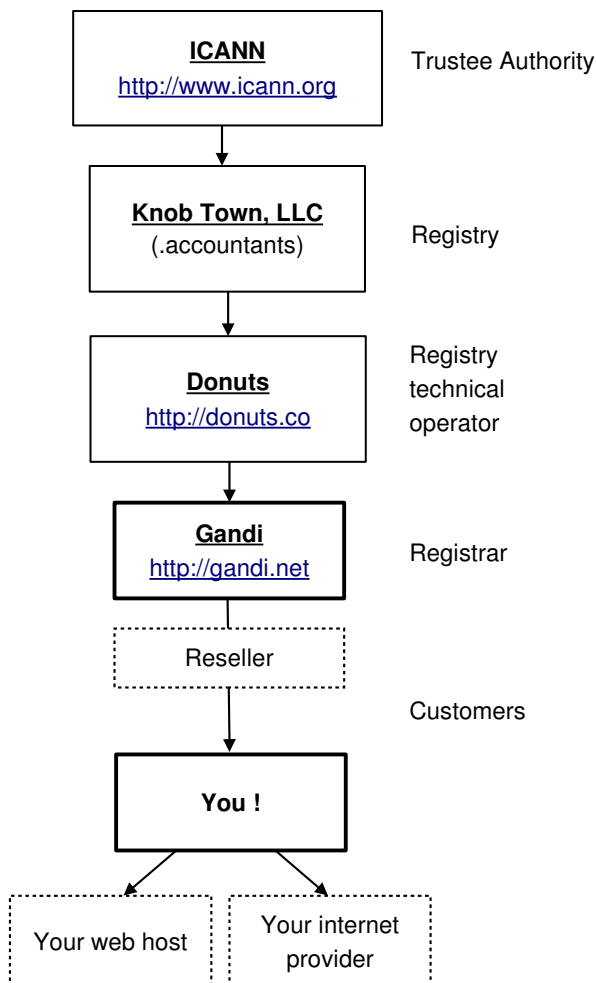 ICANN
http://www.icann.org
Trustee Authority
Knob Town, LLC
(.accountants)
Registry
Donuts
http://donuts.co
Registry
technical
operator
Gandi
http://gandi.net
Registrar
Reseller
Customers
You !
Your web host
Your internet
provider